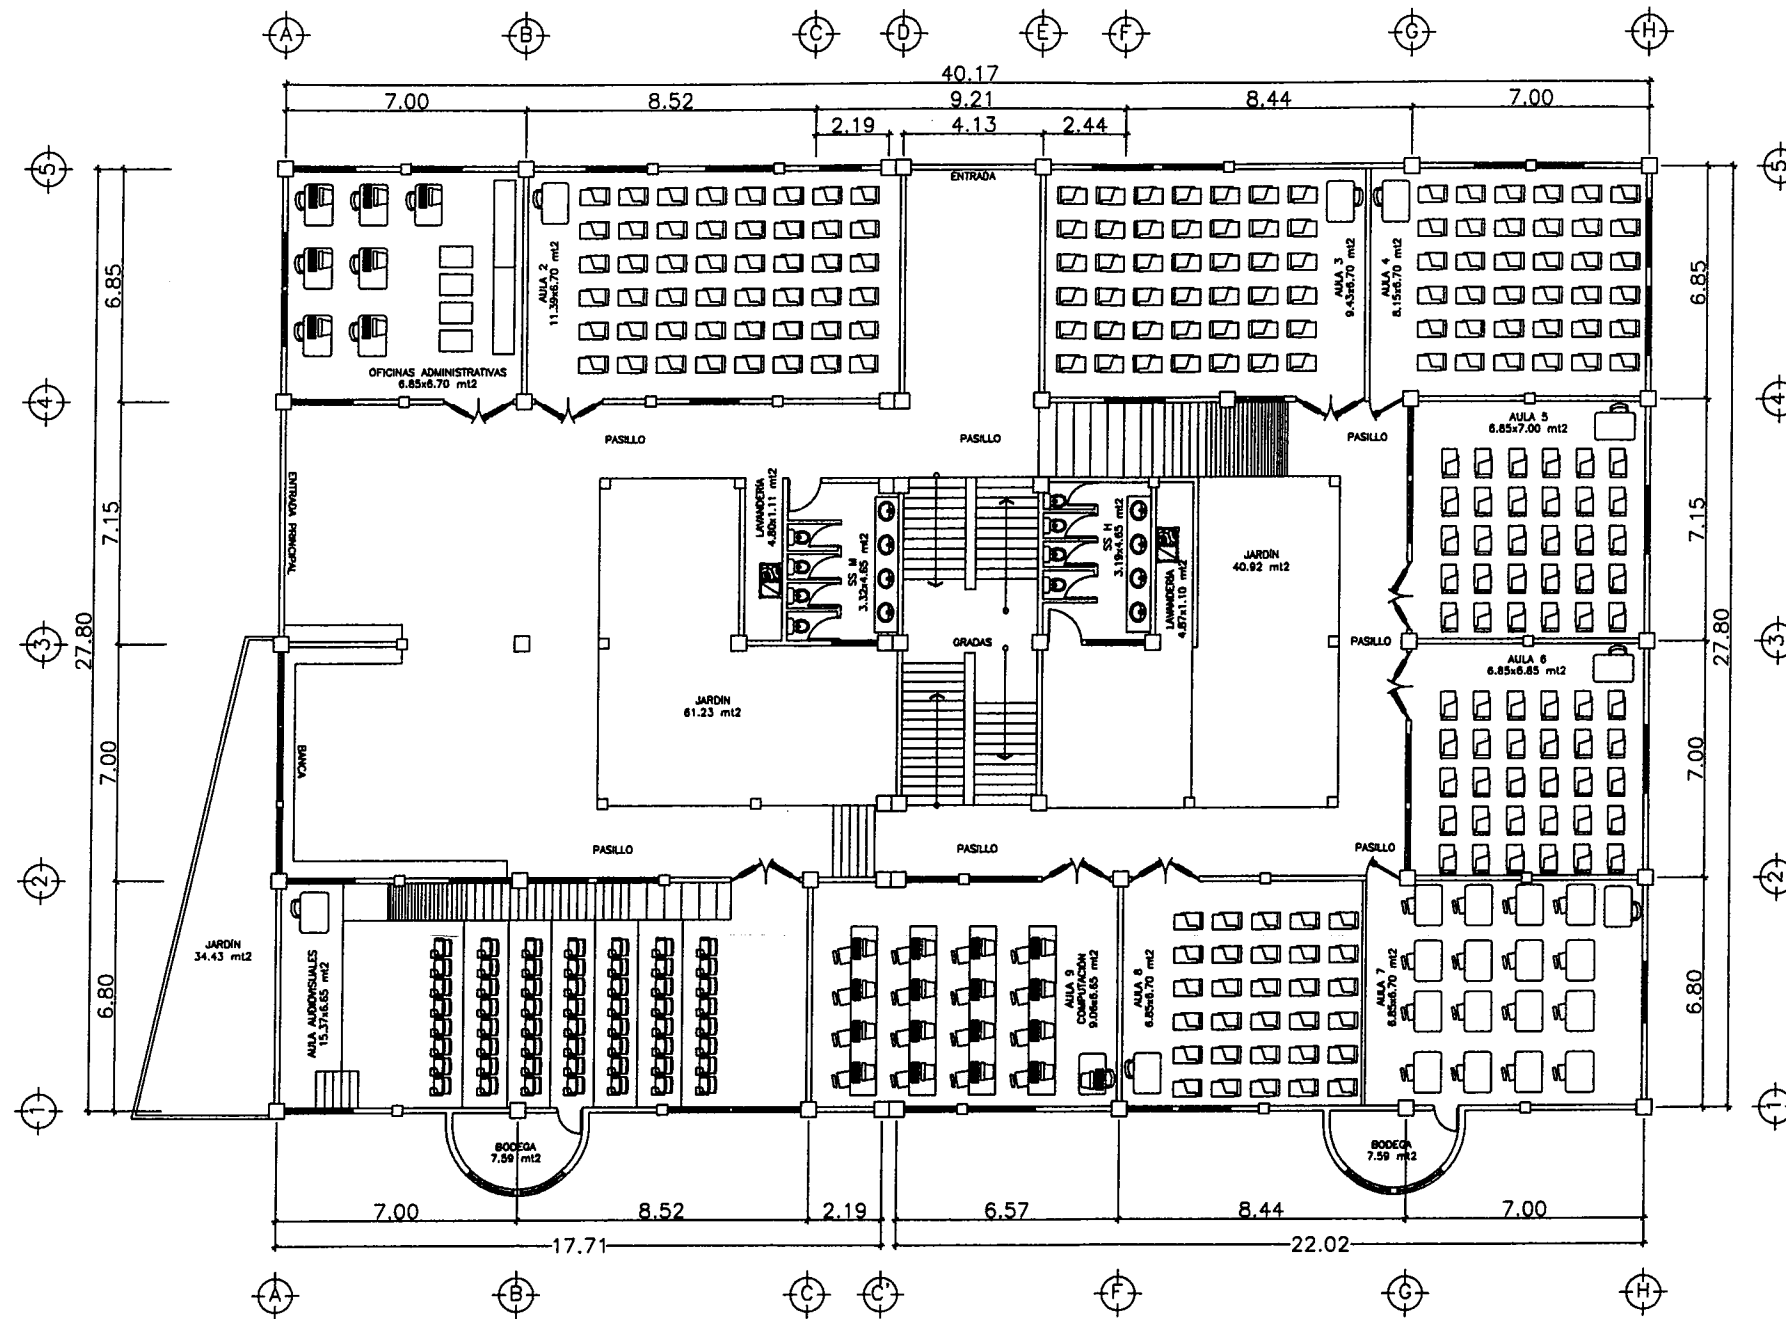 A B C D E F G H
40.17
7.00 8.52 9.21 8.44 7.00
2.19 4.13 2.44
5 5
ENTRADA
6.85
AULA 2
11.39x6.70 mt2
AULA 3
9.43x6.70 mt2
AULA 4
8.15x6.70 mt2
6.85
OFICINAS ADMINISTRATIVAS
6.85x6.70 mt2
4 4
AULA 5
6.85x7.00 mt2
PASILLO PASILLO PASILLO
ENTRADA PRINCIPAL
7.15
LAVANDERÍA
4.80x1.11 mt2
SS M
3.32x4.65 mt2
SS H
3.19x4.65 mt2
LAVANDERÍA
4.87x1.10 mt2
JARDÍN
40.92 mt2
7.15
3 3
27.80
GRADAS
PASILLO
27.80
AULA 6
6.85x6.85 mt2
JARDÍN
61.23 mt2
7.00
BANCA
7.00
PASILLO PASILLO PASILLO
2 2
JARDÍN
34.43 mt2
6.80
AULA AUDIOVISUALES
15.37x6.65 mt2
AULA 9
COMPUTACIÓN
9.06x6.65 mt2
AULA 8
6.85x6.70 mt2
AULA 7
6.85x6.70 mt2
6.80
1 1
BODEGA
7.59 mt2
BODEGA
7.59 mt2
7.00 8.52 2.19 6.57 8.44 7.00
17.71 22.02
A B C C' F G H